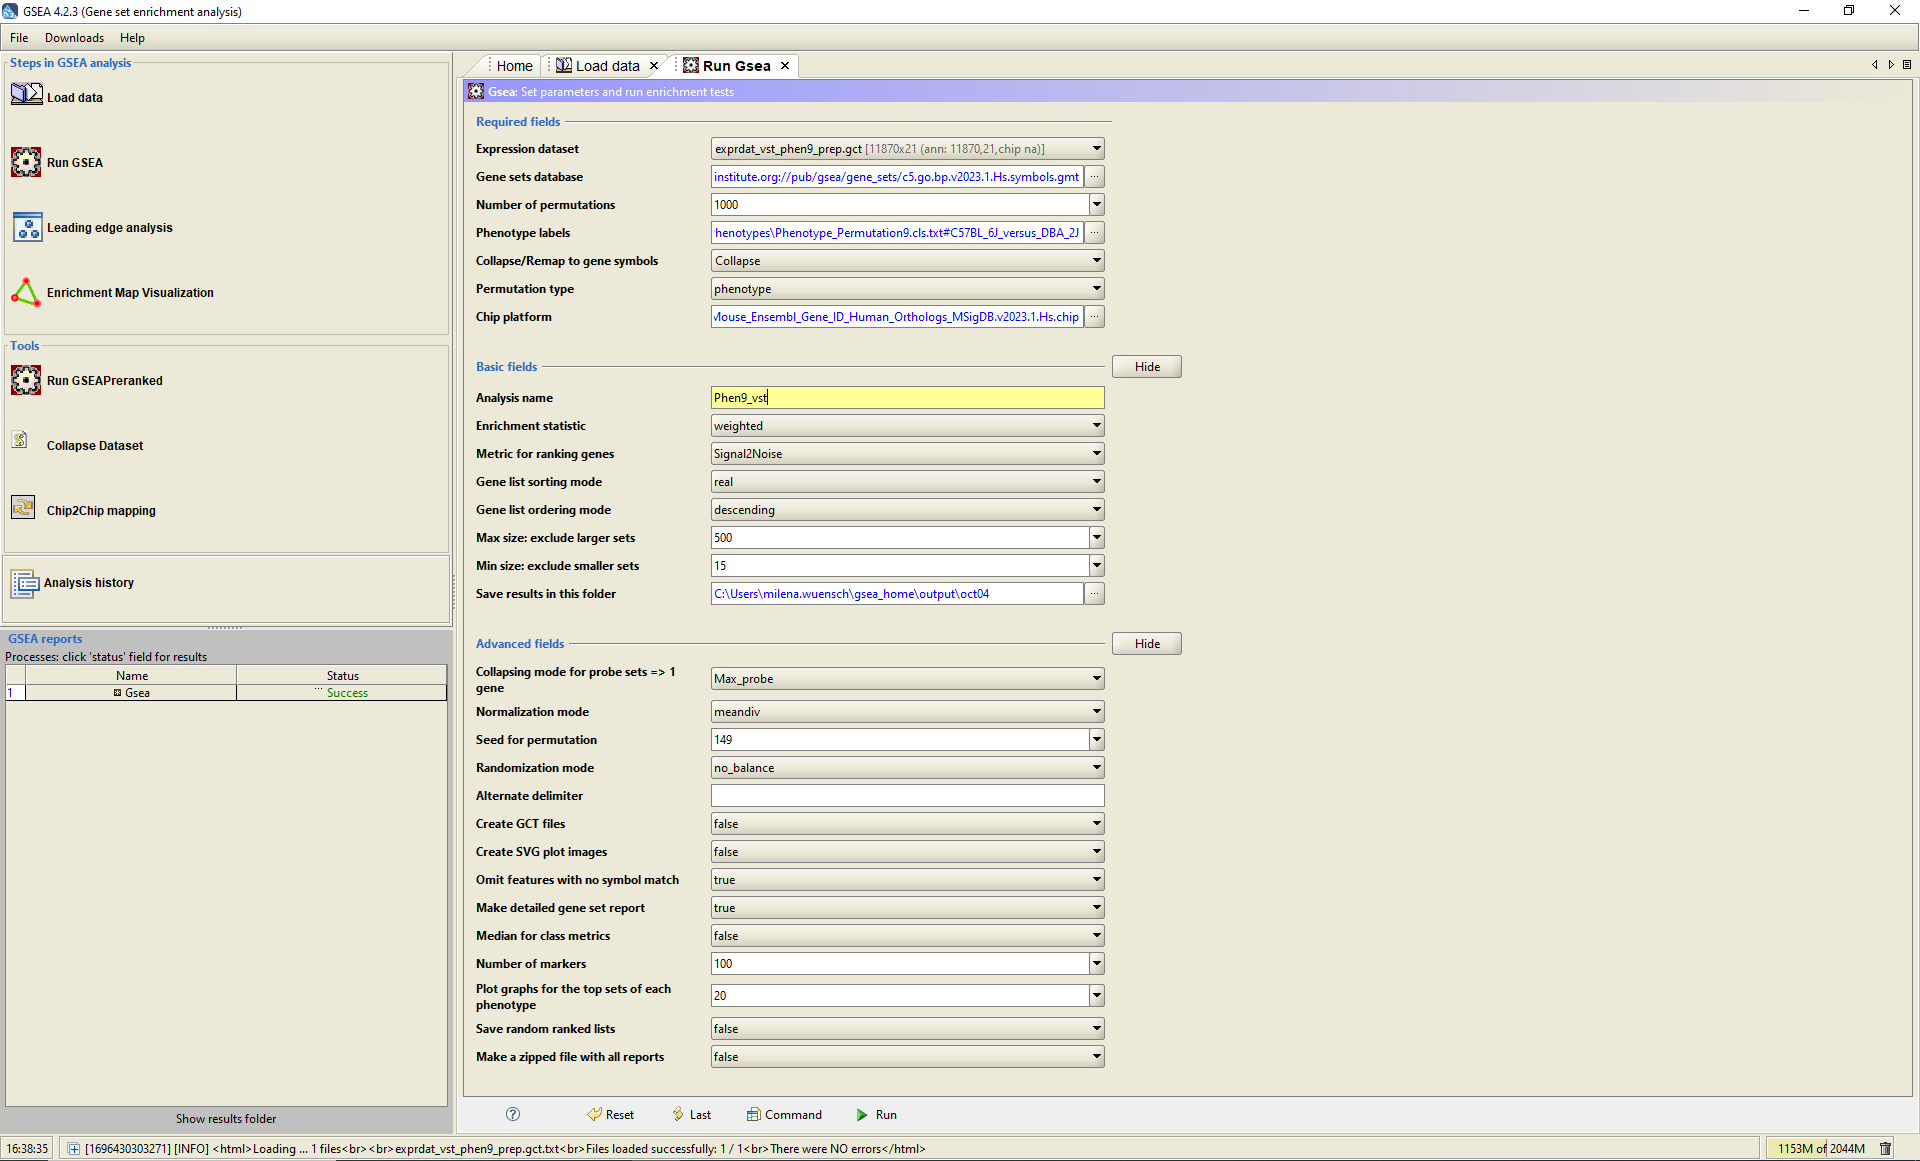 GSEA 4.2.3 (Gene set enrichment analysis)
File Downloads Help
Steps in GSEA analysis
Load data
Run GSEA
Leading edge analysis
Enrichment Map Visualization
Tools
Run GSEAPreranked
Collapse Dataset
Chip2Chip mapping
Analysis history
GSEA reports
Processes: click 'status' field for results
Name Status
1 Gsea ... Success
Show results folder
Home Load data Run Gsea
Gsea: Set parameters and run enrichment tests
Required fields
Expression dataset exprdat_vst_phen9_prep.gct [11870x21 (ann: 11870,21,chip na)]
Gene sets database institute.org://pub/gsea/gene_sets/c5.go.bp.v2023.1.Hs.symbols.gmt ...
Number of permutations 1000
Phenotype labels henotypes\Phenotype_Permutation9.cls.txt#C57BL_6J_versus_DBA_2J ...
Collapse/Remap to gene symbols Collapse
Permutation type phenotype
Chip platform Mouse_Ensembl_Gene_ID_Human_Orthologs_MSigDB.v2023.1.Hs.chip ...
Basic fields Hide
Analysis name Phen9_vst
Enrichment statistic weighted
Metric for ranking genes Signal2Noise
Gene list sorting mode real
Gene list ordering mode descending
Max size: exclude larger sets 500
Min size: exclude smaller sets 15
Save results in this folder C:\Users\milena.wuensch\gsea_home\output\oct04 ...
Advanced fields Hide
Collapsing mode for probe sets => 1
gene Max_probe
Normalization mode meandiv
Seed for permutation 149
Randomization mode no_balance
Alternate delimiter
Create GCT files false
Create SVG plot images false
Omit features with no symbol match true
Make detailed gene set report true
Median for class metrics false
Number of markers 100
Plot graphs for the top sets of each
phenotype 20
Save random ranked lists false
Make a zipped file with all reports false
? Reset Last Command Run
16:38:35 [1696430303271] [INFO] <html>Loading ... 1 files<br><br>exprdat_vst_phen9_prep.gct.txt<br>Files loaded successfully: 1 / 1<br>There were NO errors</html> 1153M of 2044M